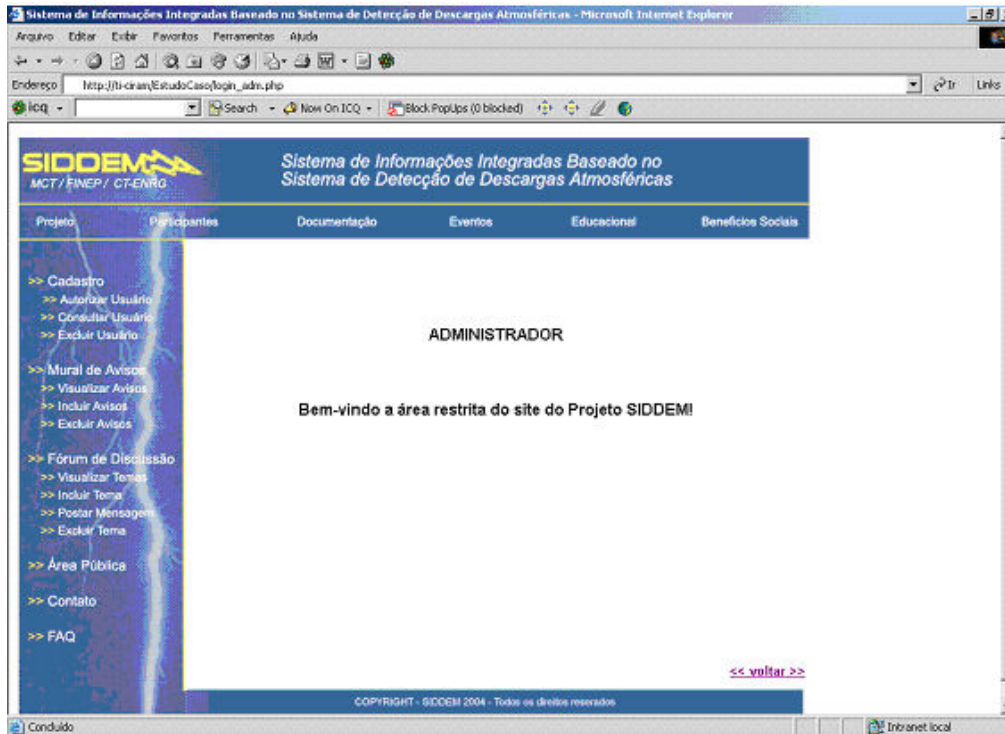 Sistema de Informações Integradas Baseado no Sistema de Detecção de Descargas Atmosféricas - Microsoft Internet Explorer
Arquivo Editar Exibir Favoritos Ferramentas Ajuda
Endereço http://ti-ciram/EstudoCaso/login_adm.php Ir Links
icq Search Now On ICQ Block PopUps (0 blocked)
SIDDEM
MCT / FINEP / CT-ENRG
Sistema de Informações Integradas Baseado no
Sistema de Detecção de Descargas Atmosféricas
Projeto Participantes Documentação Eventos Educacional Benefícios Sociais
>> Cadastro
>> Autorizar Usuário
>> Consultar Usuário
>> Excluir Usuário
>> Mural de Avisos
>> Visualizar Avisos
>> Incluir Avisos
>> Excluir Avisos
>> Fórum de Discussão
>> Visualizar Temas
>> Incluir Tema
>> Postar Mensagem
>> Excluir Tema
>> Área Pública
>> Contato
>> FAQ
ADMINISTRADOR
Bem-vindo a área restrita do site do Projeto SIDDEM!
<< voltar >>
COPYRIGHT - SIDDEM 2004 - Todos os direitos reservados
Concluído Intranet local